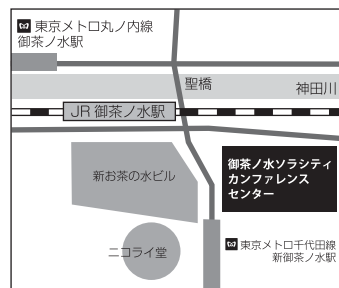 東京メトロ丸ノ内線
御茶ノ水駅
聖橋
神田川
JR 御茶ノ水駅
新お茶の水ビル
御茶ノ水ソラシティ
カンファレンス
センター
ニコライ堂
東京メトロ千代田線
新御茶ノ水駅